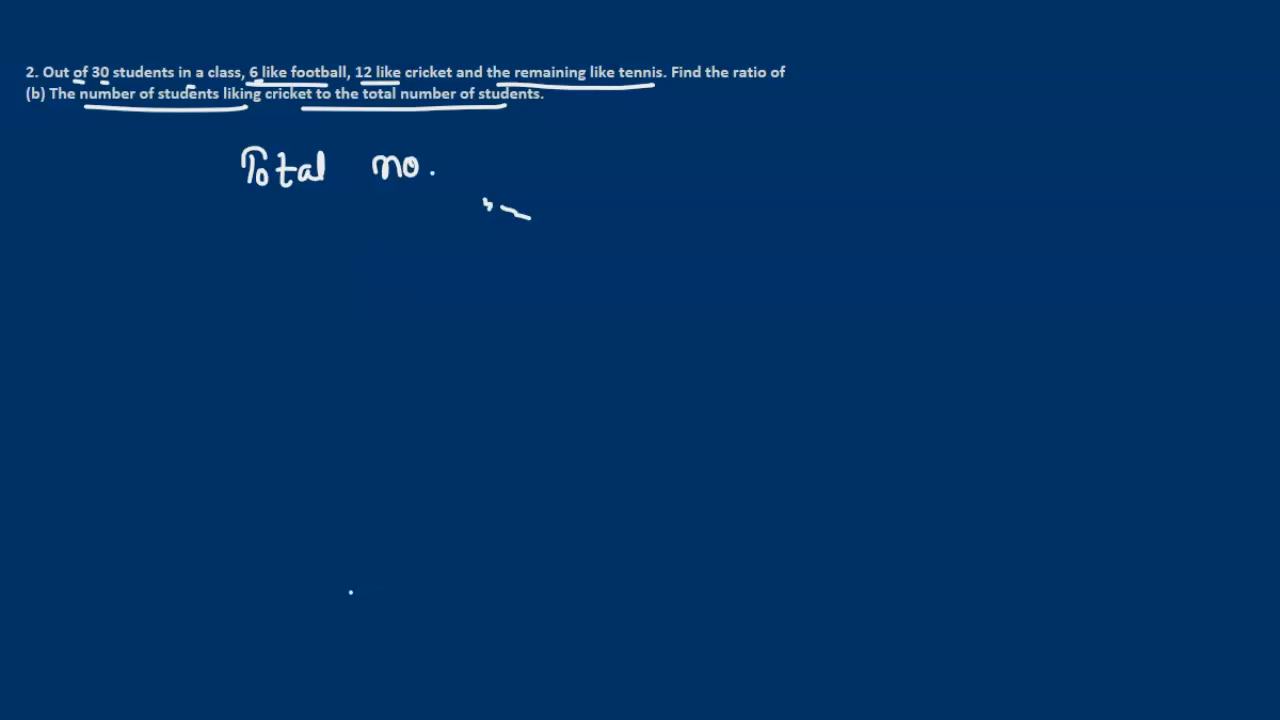 2. Out of 30 students in a class, 6 like football, 12 like cricket and the remaining like tennis. Find the ratio of
(b) The number of students liking cricket to the total number of students.
Total no.